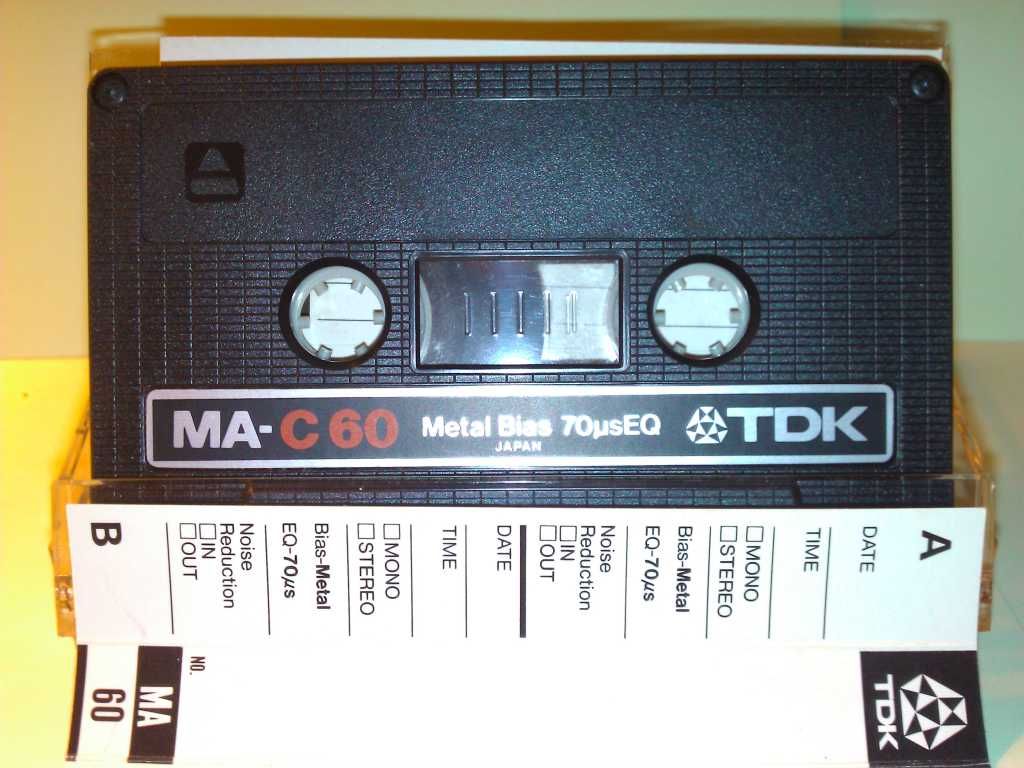 A
MA-C 60 Metal Bias 70µsEQ TDK
JAPAN
A
DATE
TIME
□MONO
□STEREO
Bias-Metal
EQ-70µs
Noise
Reduction
□IN
□OUT
DATE
TIME
□MONO
□STEREO
Bias-Metal
EQ-70µs
Noise
Reduction
□IN
□OUT
B
TDK
NO.
MA
60